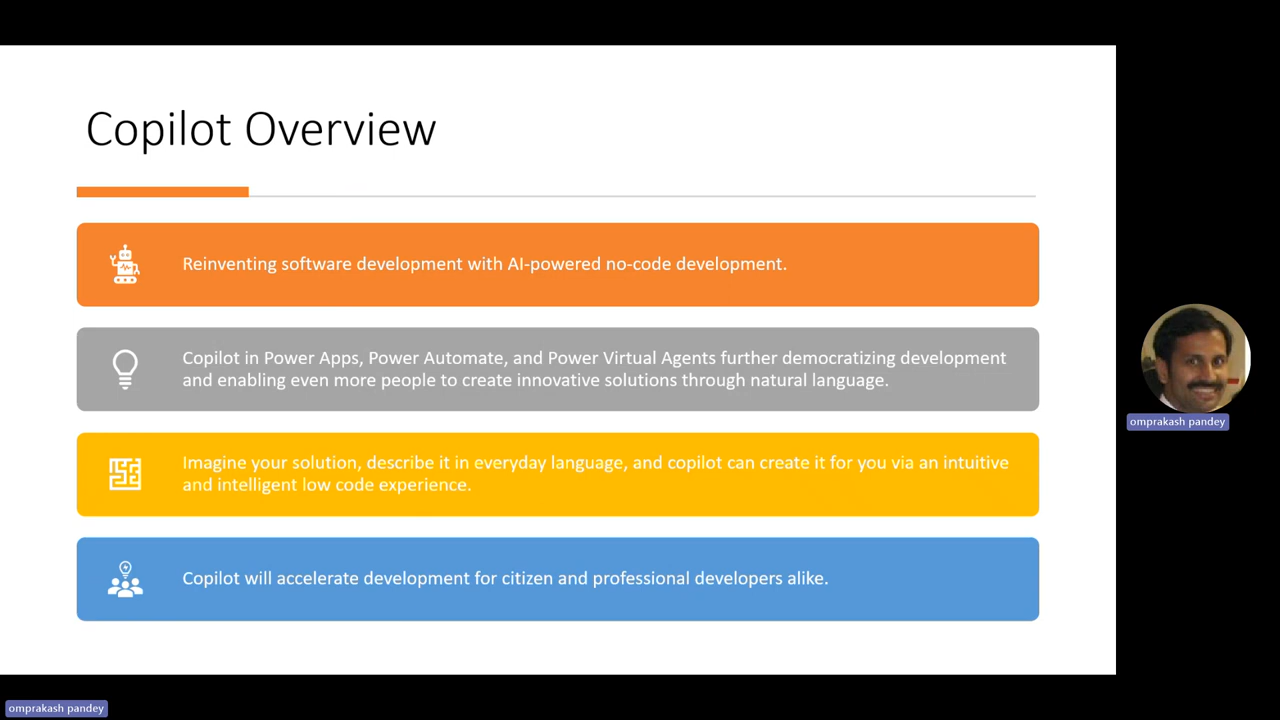 Copilot Overview
Reinventing software development with AI-powered no-code development.
Copilot in Power Apps, Power Automate, and Power Virtual Agents further democratizing development
and enabling even more people to create innovative solutions through natural language.
Imagine your solution, describe it in everyday language, and copilot can create it for you via an intuitive
and intelligent low code experience.
Copilot will accelerate development for citizen and professional developers alike.
omprakash pandey
omprakash pandey